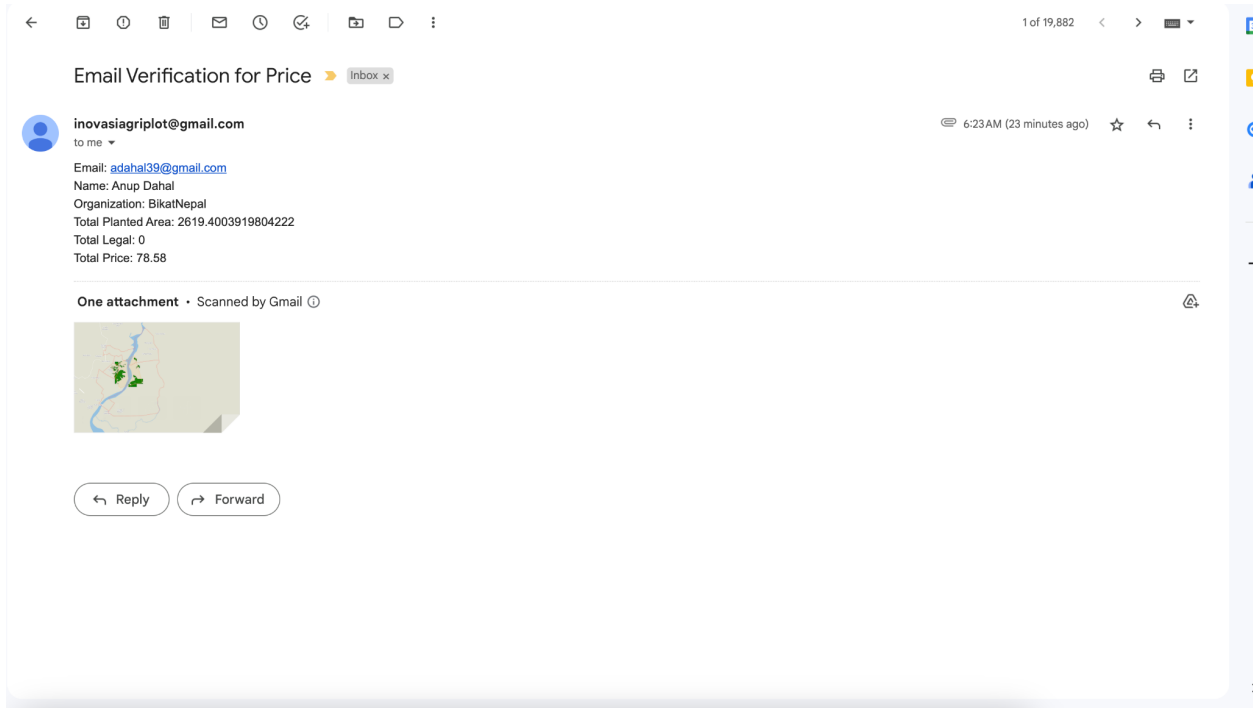 1 of 19,882
Email Verification for Price
Inbox x
inovasiagriplot@gmail.com
6:23 AM (23 minutes ago)
to me
Email: adahal39@gmail.com
Name: Anup Dahal
Organization: BikatNepal
Total Planted Area: 2619.4003919804222
Total Legal: 0
Total Price: 78.58
One attachment • Scanned by Gmail
Reply
Forward